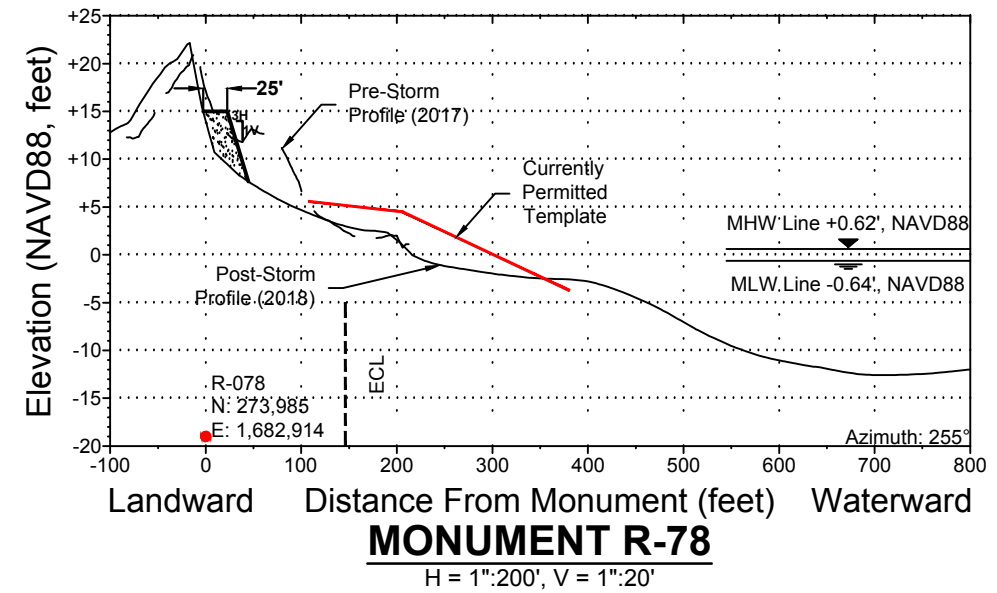 Elevation (NAVD88, feet)
+25
+20
+15
+10
+5
0
-5
-10
-15
-20
25'
3H
1V
Pre-Storm
Profile (2017)
Currently
Permitted
Template
MHW Line +0.62', NAVD88
MLW Line -0.64', NAVD88
Post-Storm
Profile (2018)
ECL
R-078
N: 273,985
E: 1,682,914
Azimuth: 255°
-100 0 100 200 300 400 500 600 700 800
Landward Distance From Monument (feet) Waterward
MONUMENT R-78
H = 1":200', V = 1":20'